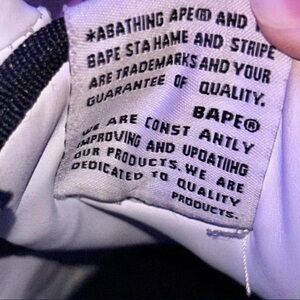 *ABATHING APE® AND
BAPE STA HAME AND STRIPE
ARE TRADEMARKS AND YOUR
GUARANTEE OF QUALITY.
BAPE®
WE ARE CONST ANTLY
IMPROVING AND UPDATIING
OUR PRODUCTS. WE ARE
DEDICATED TO QUALITY
PRODUCTS.